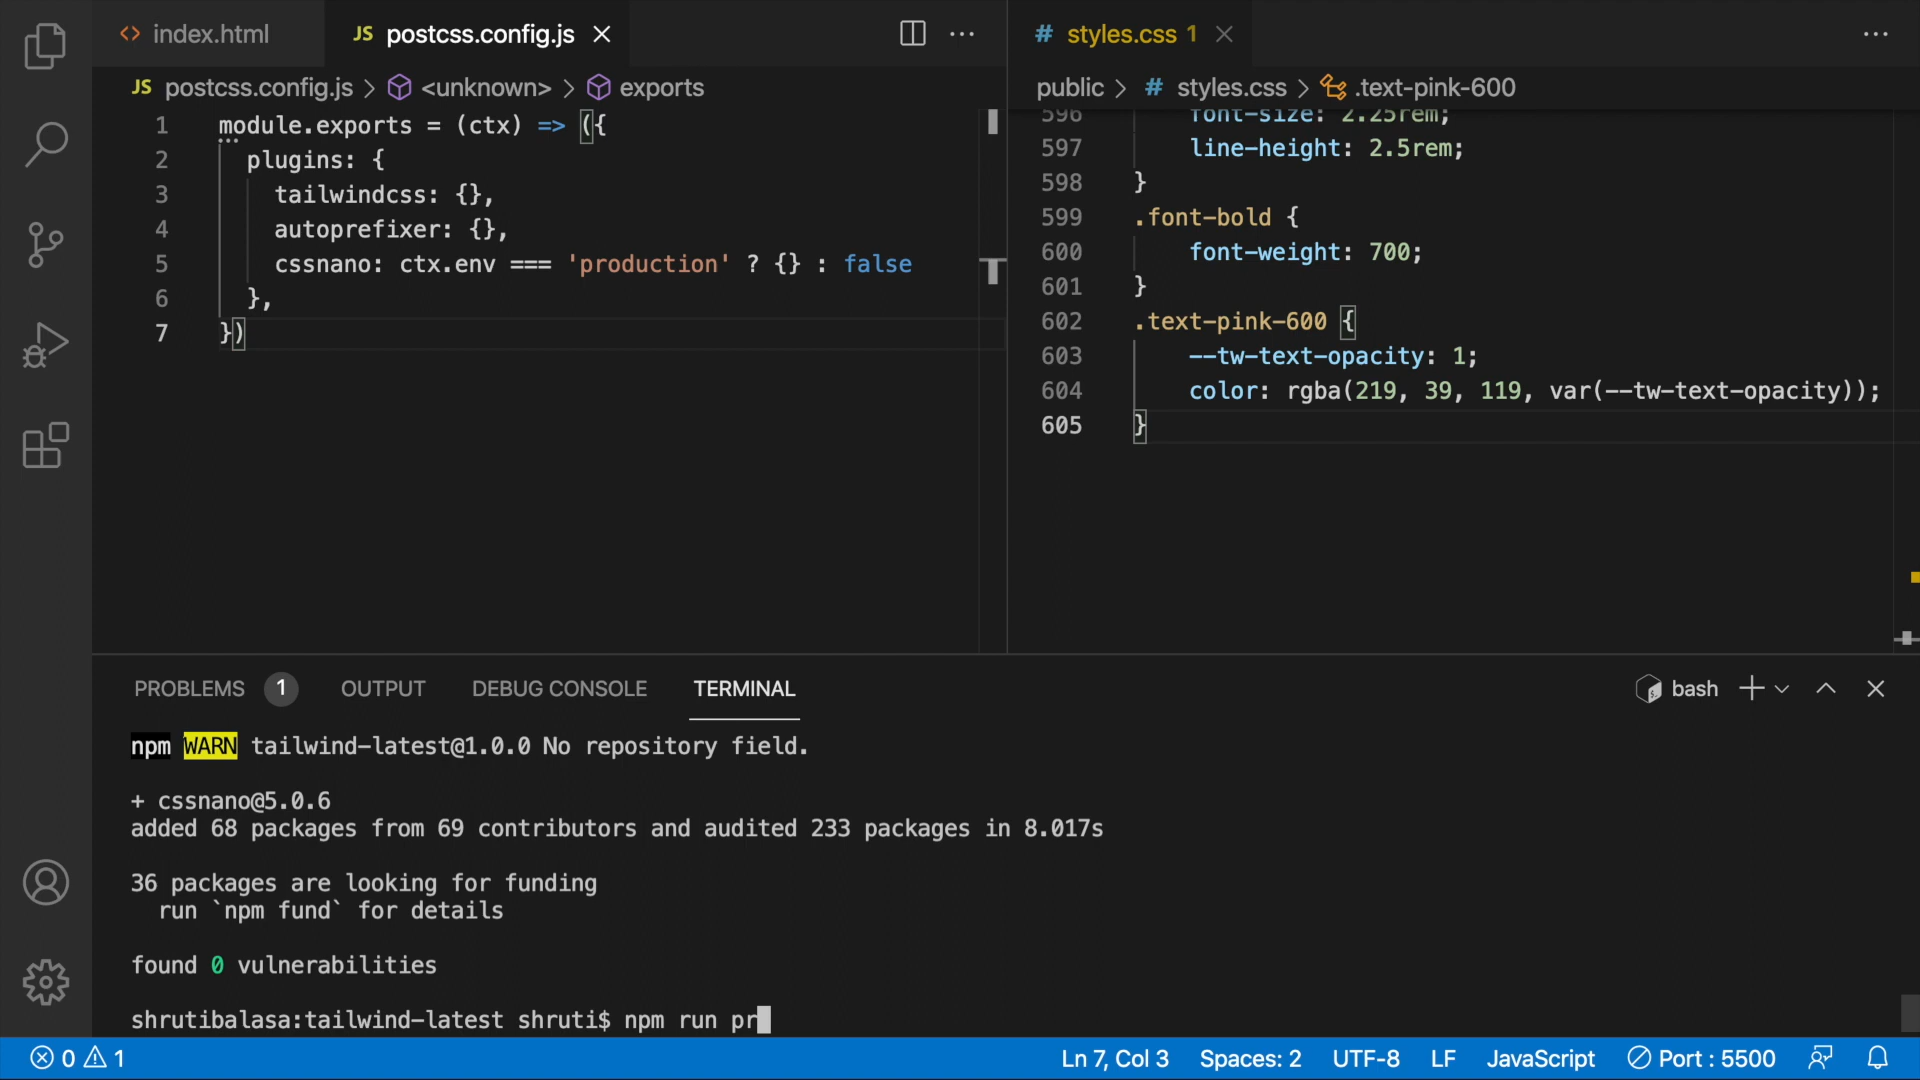 index.html
JS postcss.config.js
JS postcss.config.js > <unknown> > exports
1 module.exports = (ctx) => ({
2 plugins: {
3 tailwindcss: {},
4 autoprefixer: {},
5 cssnano: ctx.env === 'production' ? {} : false
6 },
7 })
# styles.css 1
public > # styles.css > .text-pink-600
596 font-size: 2.25rem;
597 line-height: 2.5rem;
598 }
599 .font-bold {
600 font-weight: 700;
601 }
602 .text-pink-600 {
603 --tw-text-opacity: 1;
604 color: rgba(219, 39, 119, var(--tw-text-opacity));
605 }
PROBLEMS 1 OUTPUT DEBUG CONSOLE TERMINAL
bash
npm WARN tailwind-latest@1.0.0 No repository field.
+ cssnano@5.0.6
added 68 packages from 69 contributors and audited 233 packages in 8.017s
36 packages are looking for funding
run `npm fund` for details
found 0 vulnerabilities
shrutibalasa:tailwind-latest shruti$ npm run pr
0 1 Ln 7, Col 3 Spaces: 2 UTF-8 LF JavaScript Port : 5500